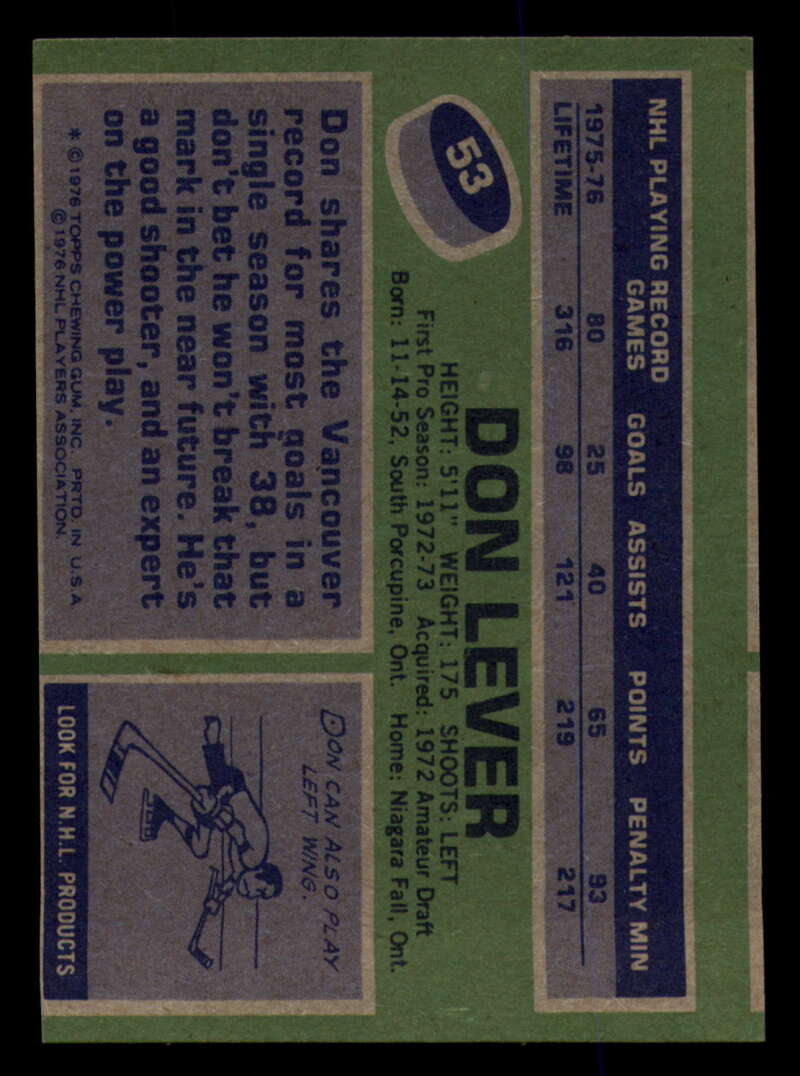 NHL PLAYING RECORD
GAMES GOALS ASSISTS POINTS PENALTY MIN
1975-76 80 25 40 65 93
LIFETIME 316 98 121 219 217
53
DON LEVER
HEIGHT: 5'11" WEIGHT: 175 SHOOTS: LEFT
First Pro Season: 1972-73 Acquired: 1972 Amateur Draft
Born: 11-14-52, South Porcupine, Ont. Home: Niagara Fall, Ont.
Don shares the Vancouver
record for most goals in a
single season with 38, but
don't bet he won't break that
mark in the near future. He's
a good shooter, and an expert
on the power play.
* © 1976 TOPPS CHEWING GUM, INC. PRTD. IN U.S.A
© 1976 NHL PLAYERS ASSOCIATION.
DON CAN ALSO PLAY
LEFT WING.
LOOK FOR N.H.L. PRODUCTS